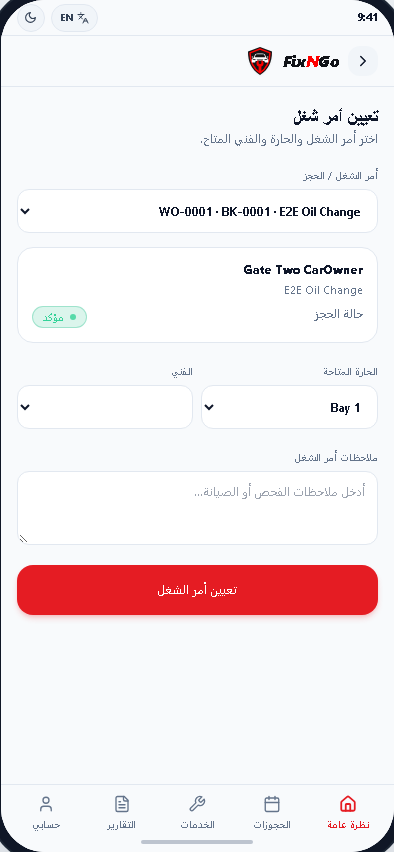 9:41
EN
FixNGo
تعيين أمر شغل
اختر أمر الشغل والحارة والفني المتاح.
أمر الشغل / الحجز
WO-0001 · BK-0001 · E2E Oil Change
Gate Two CarOwner
E2E Oil Change
حالة الحجز
مؤكد
الحارة المتاحة
الفني
Bay 1
ملاحظات أمر الشغل
أدخل ملاحظات الفحص أو الصيانة...
تعيين أمر الشغل
نظرة عامة
الحجوزات
الخدمات
التقارير
حسابي